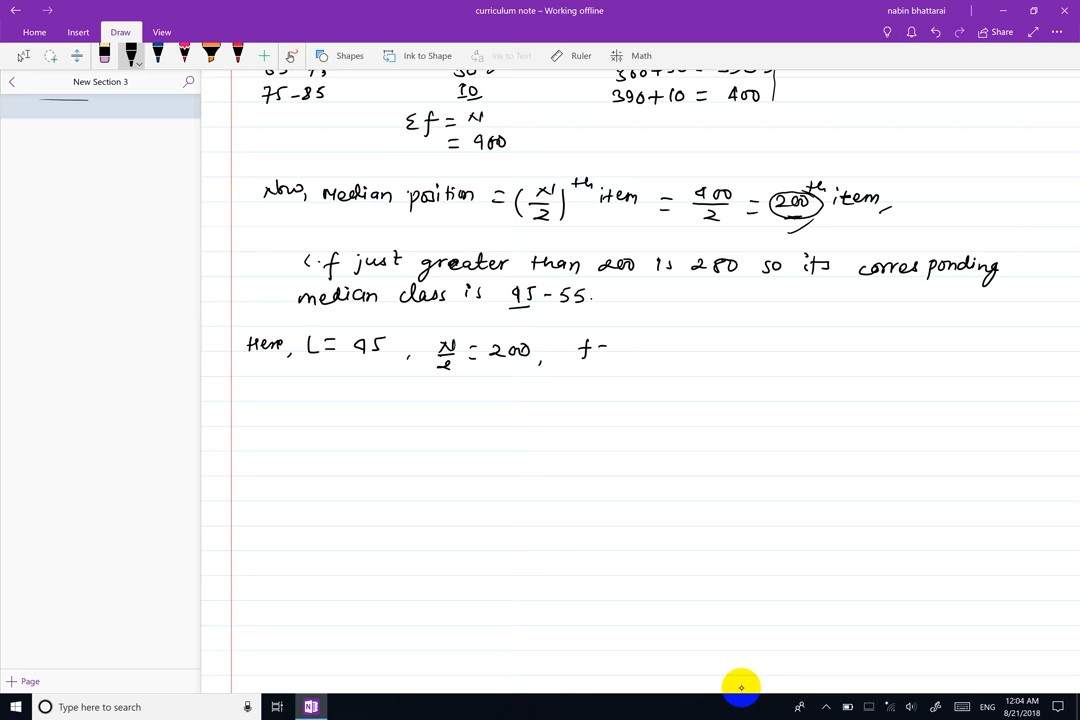 curriculum note – Working offline
nabin bhattarai
Home Insert Draw View
Share
Shapes Ink to Shape Ink to Text Ruler Math
New Section 3
75-85 10 390+10 = 400
Σf = N
= 400
Now, Median position = (N/2)th item = 400/2 = 200th item
c.f just greater than 200 is 280 so its corresponding
median class is 45-55.
Here, L = 45, N/2 = 200, f =
Page
Type here to search
ENG
12:04 AM
8/21/2018